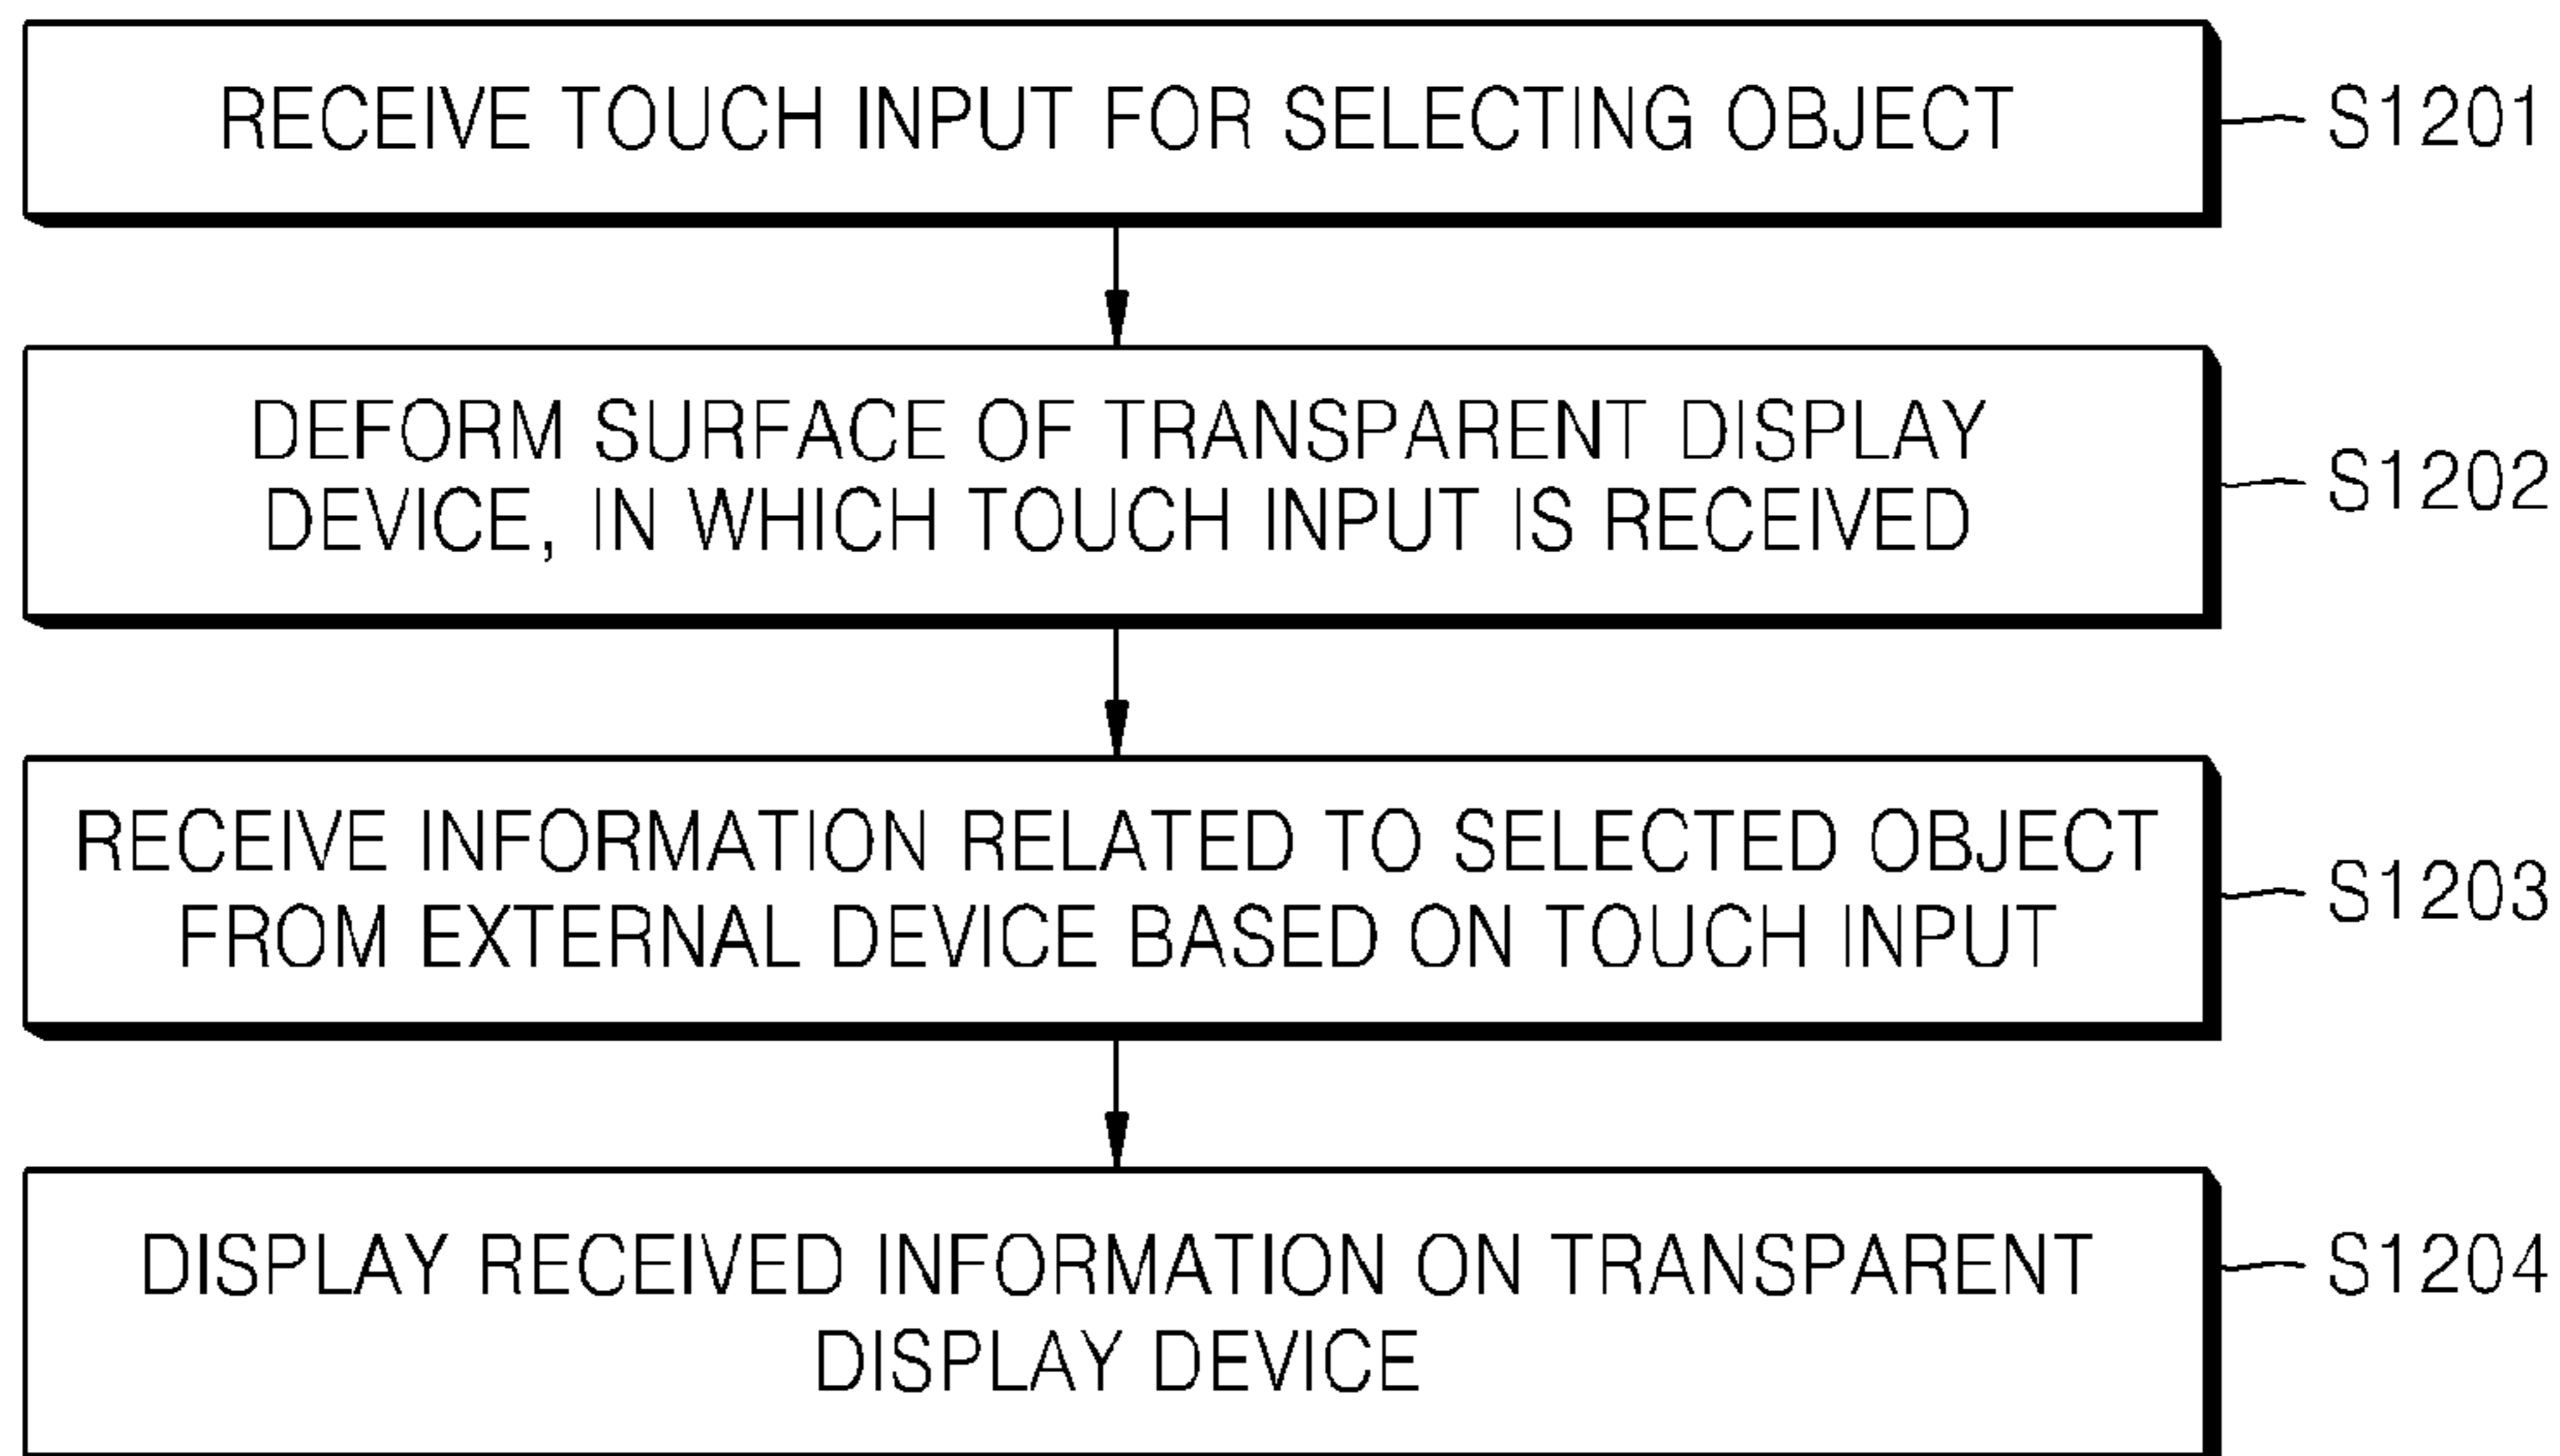 RECEIVE TOUCH INPUT FOR SELECTING OBJECT
S1201
DEFORM SURFACE OF TRANSPARENT DISPLAY
DEVICE, IN WHICH TOUCH INPUT IS RECEIVED
S1202
RECEIVE INFORMATION RELATED TO SELECTED OBJECT
FROM EXTERNAL DEVICE BASED ON TOUCH INPUT
S1203
DISPLAY RECEIVED INFORMATION ON TRANSPARENT
DISPLAY DEVICE
S1204